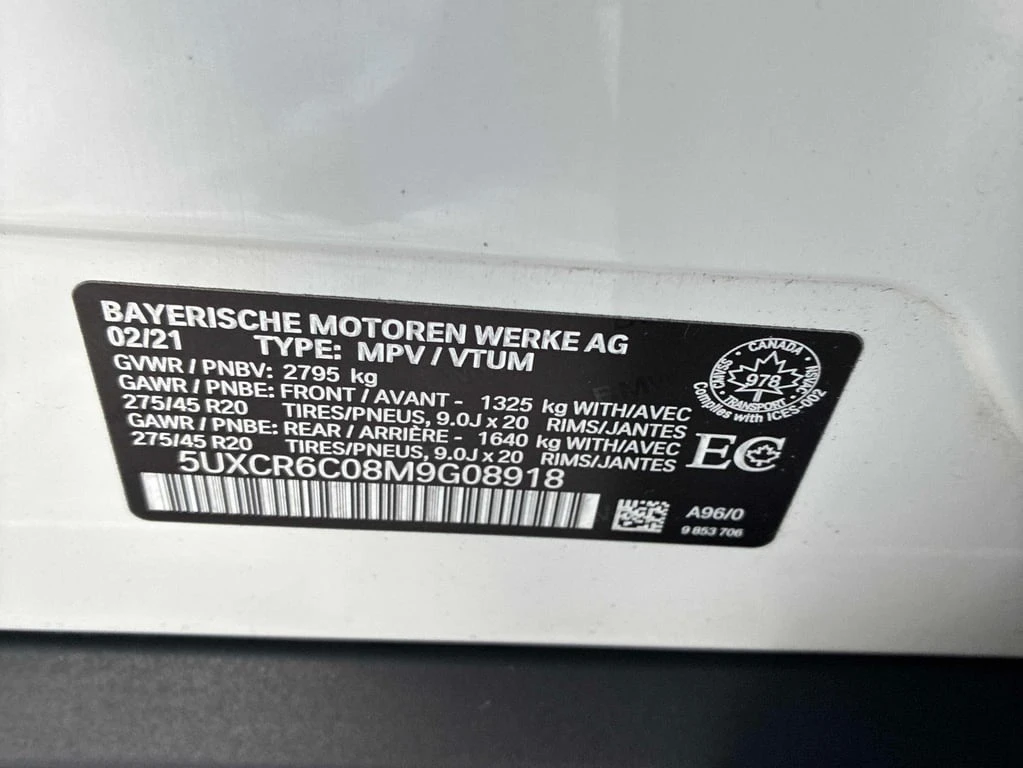 BAYERISCHE MOTOREN WERKE AG
02/21 TYPE: MPV / VTUM
GVWR / PNBV: 2795 kg
GAWR / PNBE: FRONT / AVANT - 1325 kg WITH/AVEC
275/45 R20 TIRES/PNEUS, 9.0J x 20 RIMS/JANTES
GAWR / PNBE: REAR / ARRIÈRE - 1640 kg WITH/AVEC
275/45 R20 TIRES/PNEUS, 9.0J x 20 RIMS/JANTES
5UXCR6C08M9G08918
CANADA
978
TRANSPORT
CMVSS
NSVAC
Complies with ICES-002
EC
A96/0
9 853 706